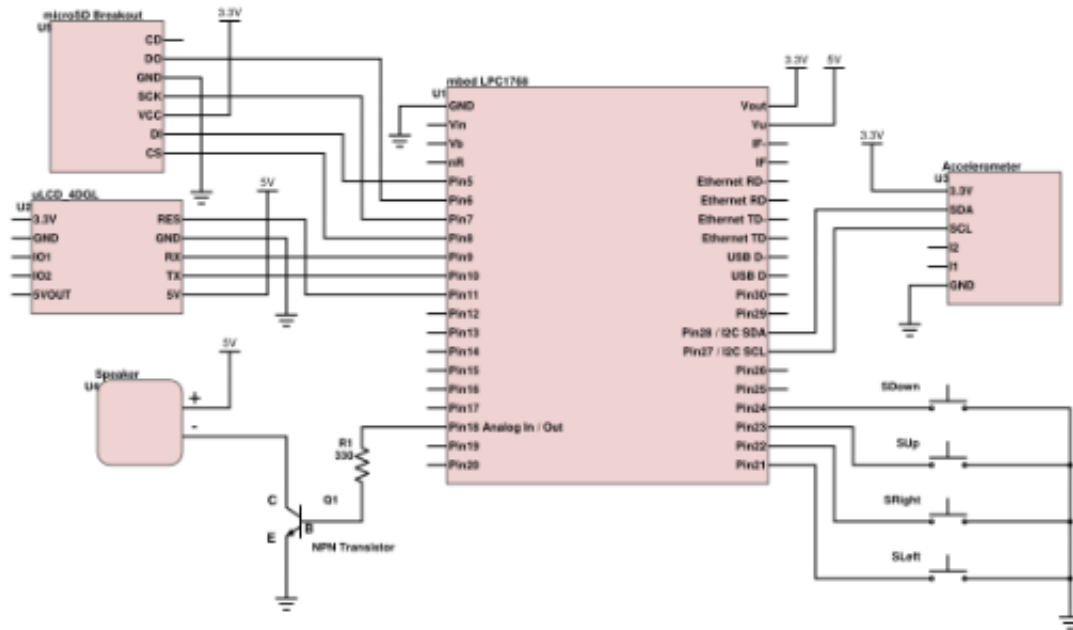 microSD Breakout
3.3V
CD
DO
GND
SCK
VCC
DI
CS
uLCD_4DGL
U2
5V
3.3V
GND
IO1
IO2
5VOUT
RES
GND
RX
TX
5V
Speaker
5V
+
-
R1
330
Q1
C
B
E
NPN Transistor
mbed LPC1768
U1
GND
Vin
Vb
nR
Pin5
Pin6
Pin7
Pin8
Pin9
Pin10
Pin11
Pin12
Pin13
Pin14
Pin15
Pin16
Pin17
Pin18 Analog In / Out
Pin19
Pin20
3.3V
5V
Vout
Vu
IF-
IF
Ethernet RD-
Ethernet RD
Ethernet TD-
Ethernet TD
USB D-
USB D
Pin30
Pin29
Pin28 / I2C SDA
Pin27 / I2C SCL
Pin26
Pin25
Pin24
Pin23
Pin22
Pin21
3.3V
Accelerometer
U3
3.3V
SDA
SCL
I2
I1
GND
SDown
SUp
SRight
SLeft